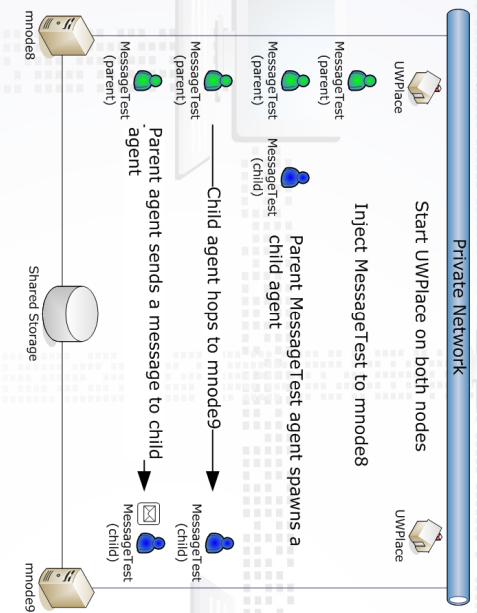 Private Network
Start UWPlace on both nodes
UWPlace
UWPlace
Inject MessageTest to mnode8
MessageTest
(parent)
Parent MessageTest agent spawns a
child agent
MessageTest
(parent)
MessageTest
(child)
Child agent hops to mnode9
MessageTest
(parent)
MessageTest
(child)
Parent agent sends a message to child
agent
MessageTest
(parent)
MessageTest
(child)
Shared Storage
mnode8
mnode9